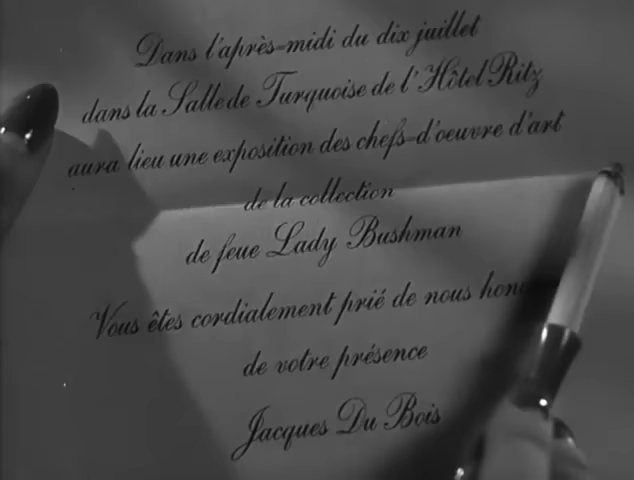 Dans l'après-midi du dix juillet
dans la Salle de Turquoise de l'Hôtel Ritz
aura lieu une exposition des chefs-d'oeuvre d'art
de la collection
de feue Lady Bushman
Vous êtes cordialement prié de nous
de votre présence
Jacques Du Bois